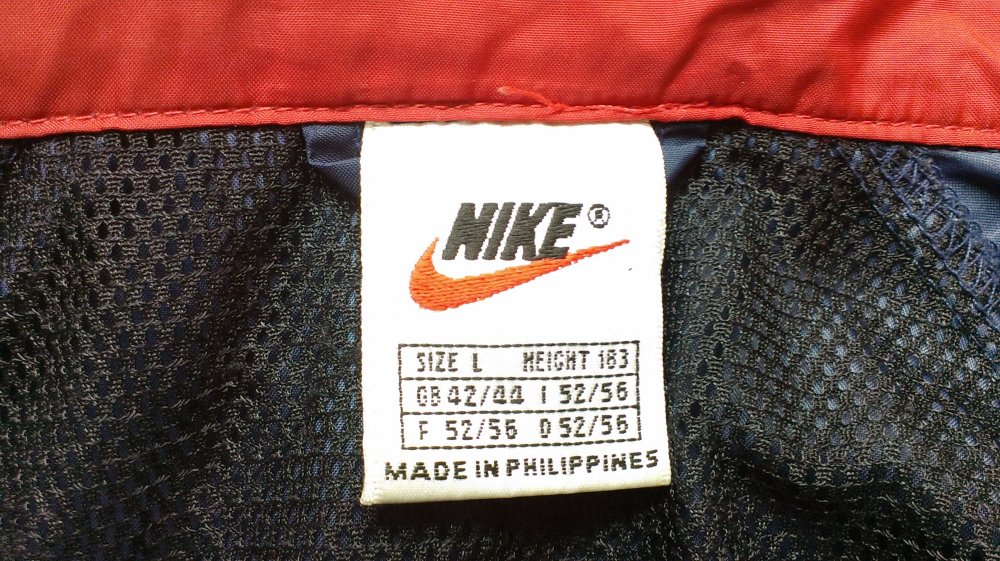 NIKE®
SIZE L HEIGHT 183
GB 42/44 I 52/56
F 52/56 D 52/56
MADE IN PHILIPPINES